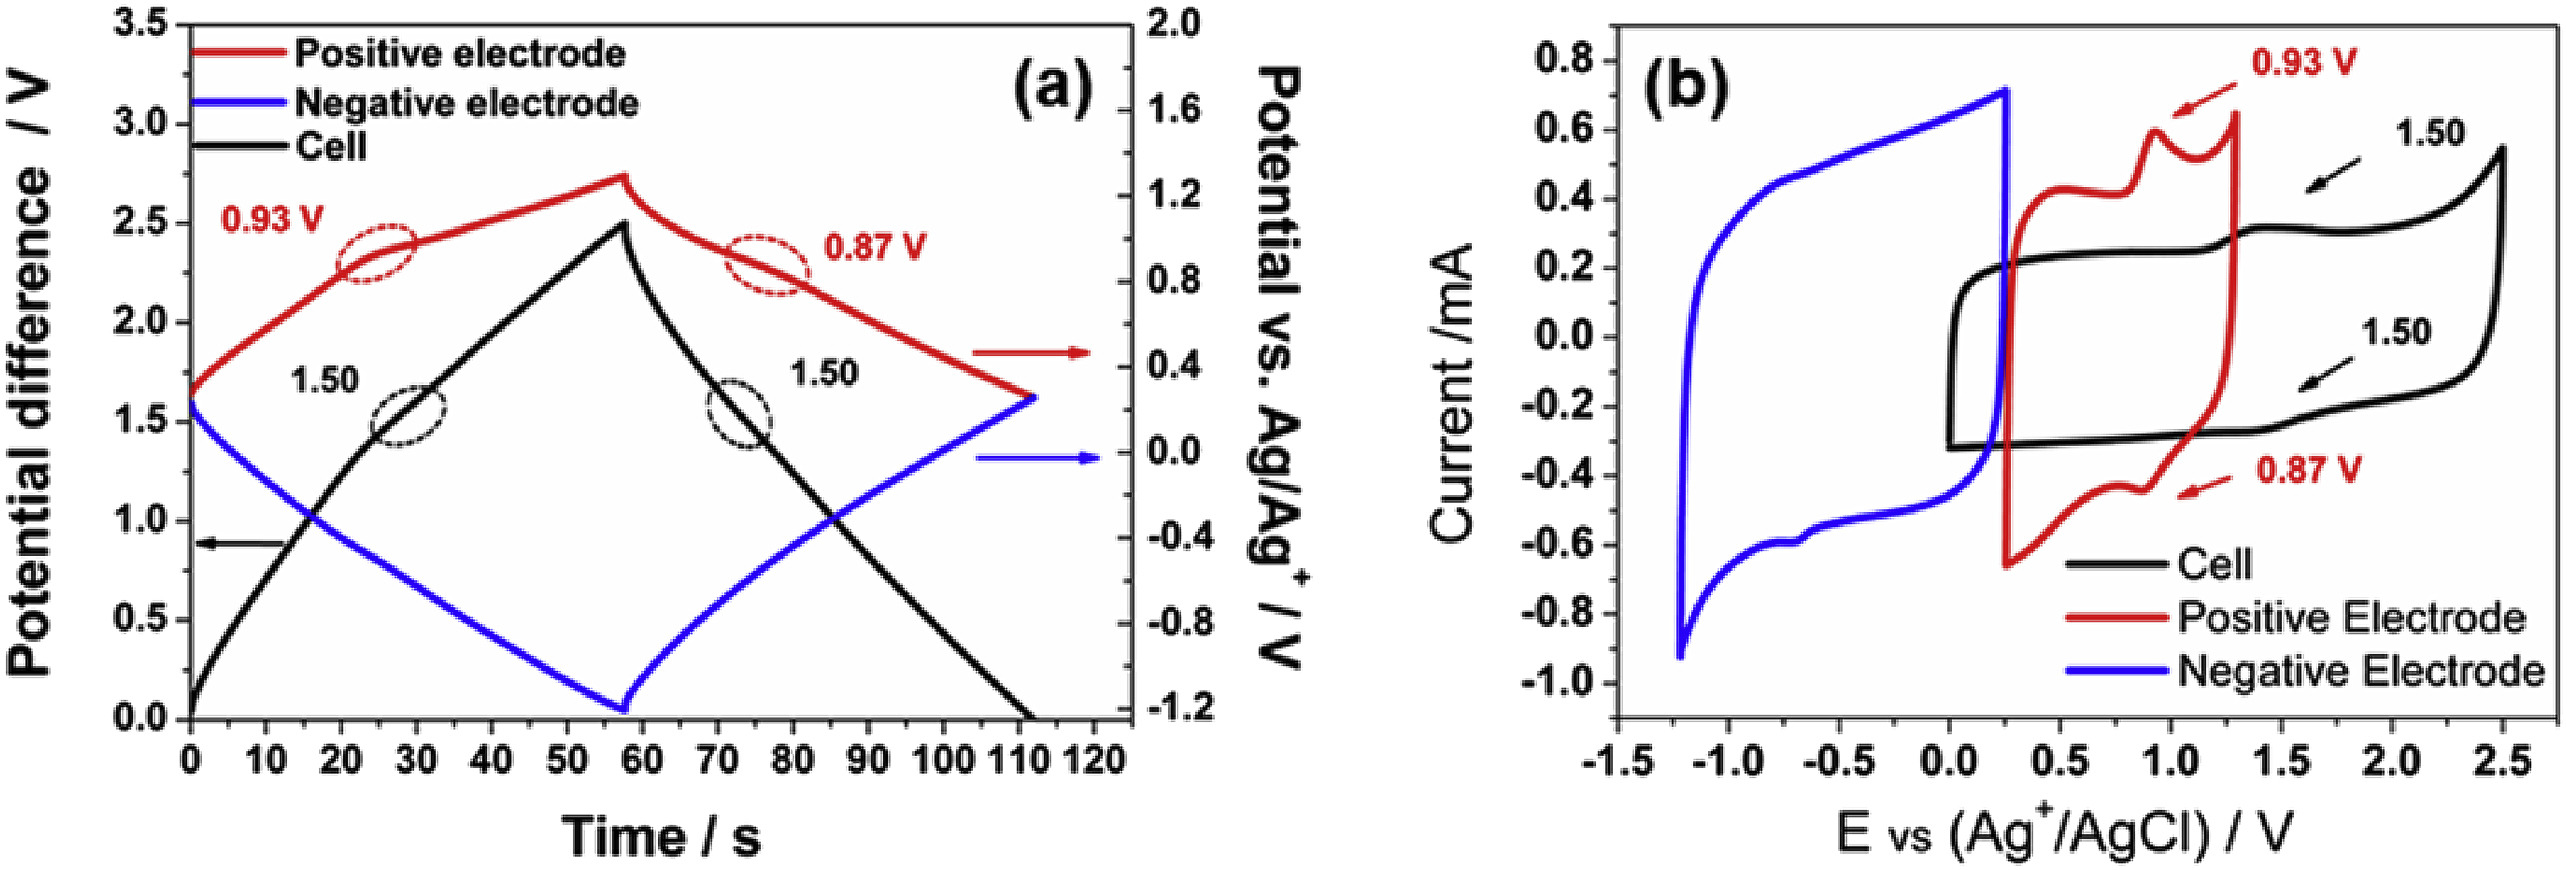 (a)
Positive electrode
Negative electrode
Cell
0.93 V
0.87 V
1.50
1.50
Potential difference / V
3.5
3.0
2.5
2.0
1.5
1.0
0.5
0.0
2.0
1.6
1.2
0.8
0.4
0.0
-0.4
-0.8
-1.2
Potential vs. Ag/Ag+ / V
0 10 20 30 40 50 60 70 80 90 100 110 120
Time / s
(b)
0.93 V
1.50
1.50
0.87 V
Cell
Positive Electrode
Negative Electrode
Current /mA
0.8
0.6
0.4
0.2
0.0
-0.2
-0.4
-0.6
-0.8
-1.0
-1.5 -1.0 -0.5 0.0 0.5 1.0 1.5 2.0 2.5
E vs (Ag+/AgCl) / V